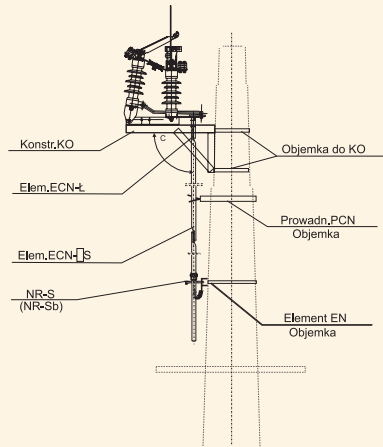 C
Konstr.KO
Objemka do KO
Elem.ECN-Ł
Prowadn.PCN
Objemka
Elem.ECN-□S
NR-S
(NR-Sb)
Element EN
Objemka